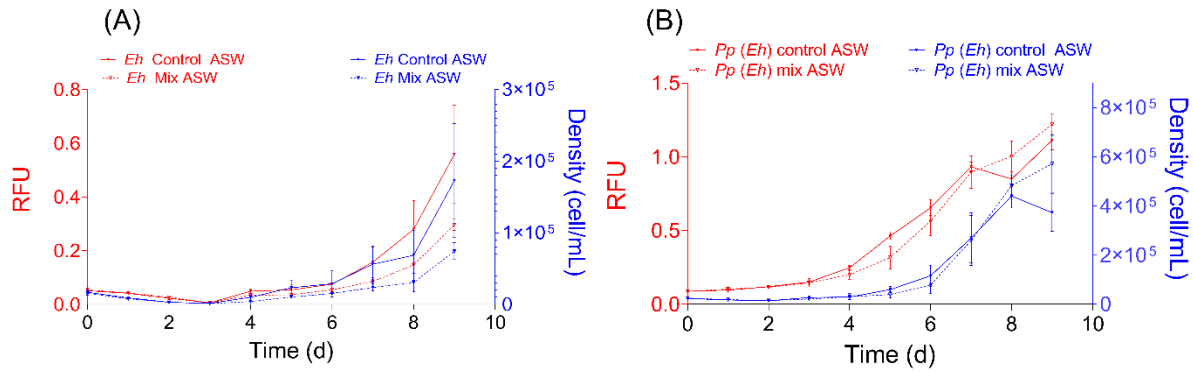 (A)
Eh Control ASW
Eh Mix ASW
Eh Control ASW
Eh Mix ASW
0.8
0.6
0.4
0.2
0.0
RFU
3×10⁵
2×10⁵
1×10⁵
0
Density (cell/mL)
0 2 4 6 8 10
Time (d)
(B)
Pp (Eh) control ASW
Pp (Eh) mix ASW
Pp (Eh) control ASW
Pp (Eh) mix ASW
1.5
1.0
0.5
0.0
RFU
8×10⁵
6×10⁵
4×10⁵
2×10⁵
0
Density (cell/mL)
0 2 4 6 8 10
Time (d)